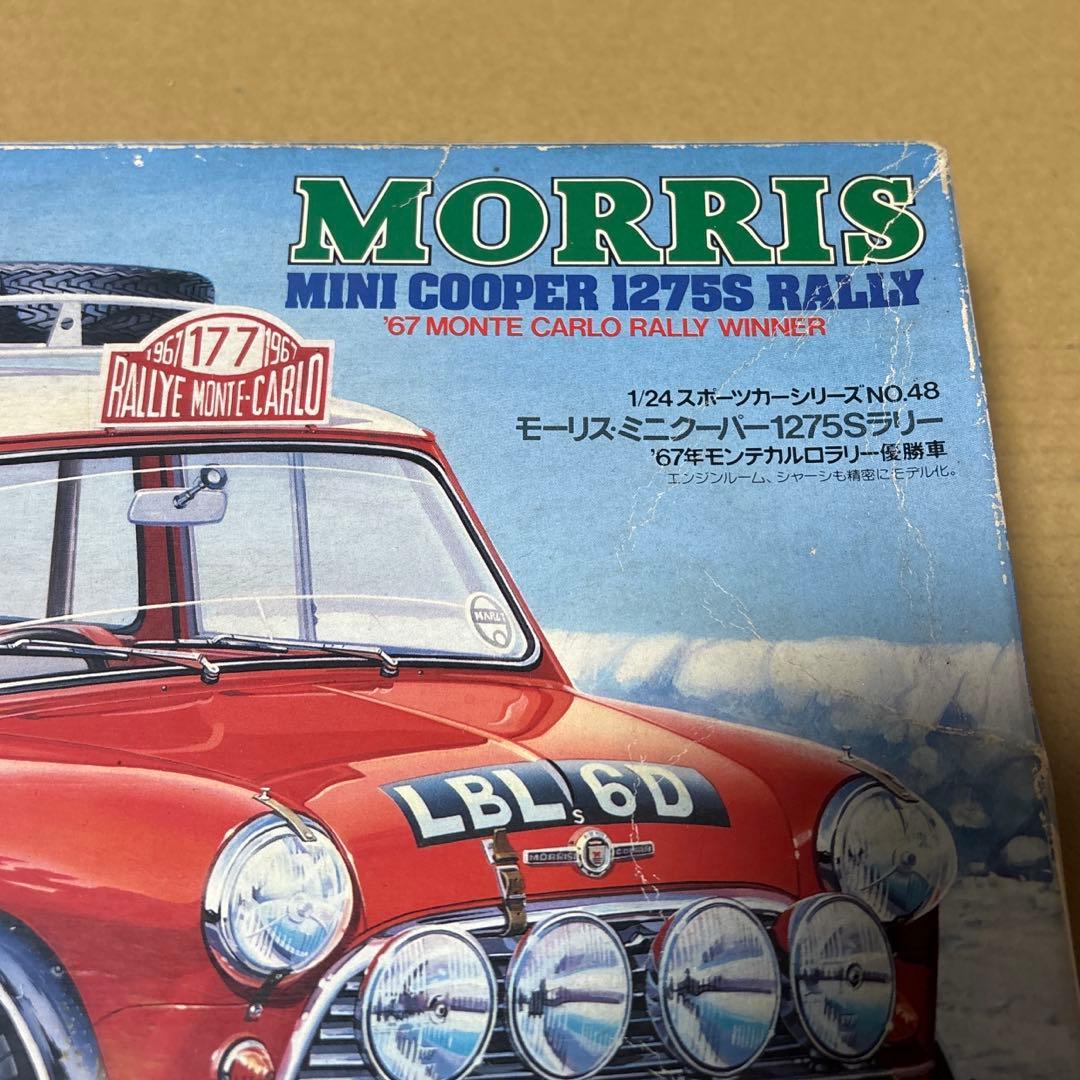 MORRIS
MINI COOPER 1275S RALLY
'67 MONTE CARLO RALLY WINNER
1/24スポーツカーシリーズNO.48
モーリス・ミニクーパー1275Sラリー
'67年モンテカルロラリー優勝車
エンジンルーム、シャーシも精密にモデル化。
1967 177 1967
RALLYE MONTE-CARLO
LBL 6D
S
MORRIS COOPER